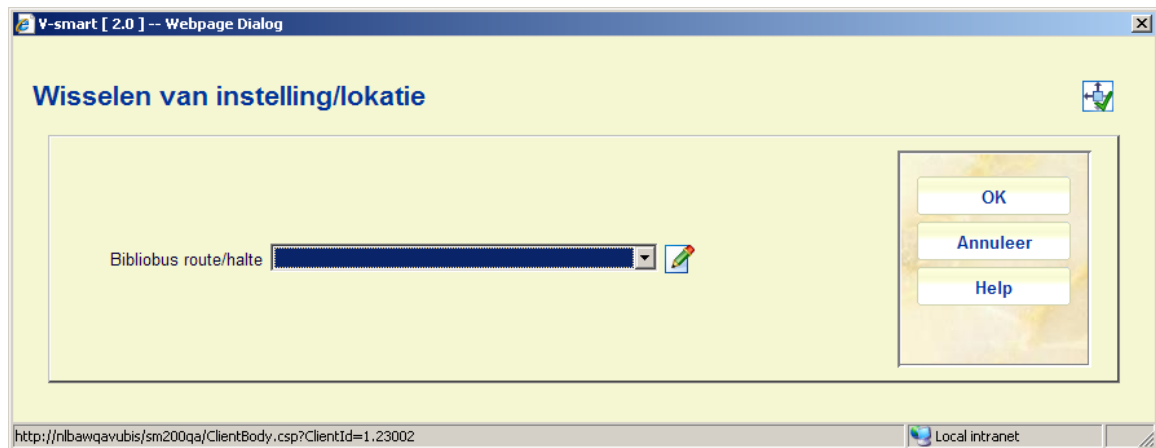 V-smart [ 2.0 ] -- Webpage Dialog
Wisselen van instelling/lokatie
OK
Bibliobus route/halte
Annuleer
Help
http://nlbawqavubis/sm200qa/ClientBody.csp?ClientId=1.23002
Local intranet